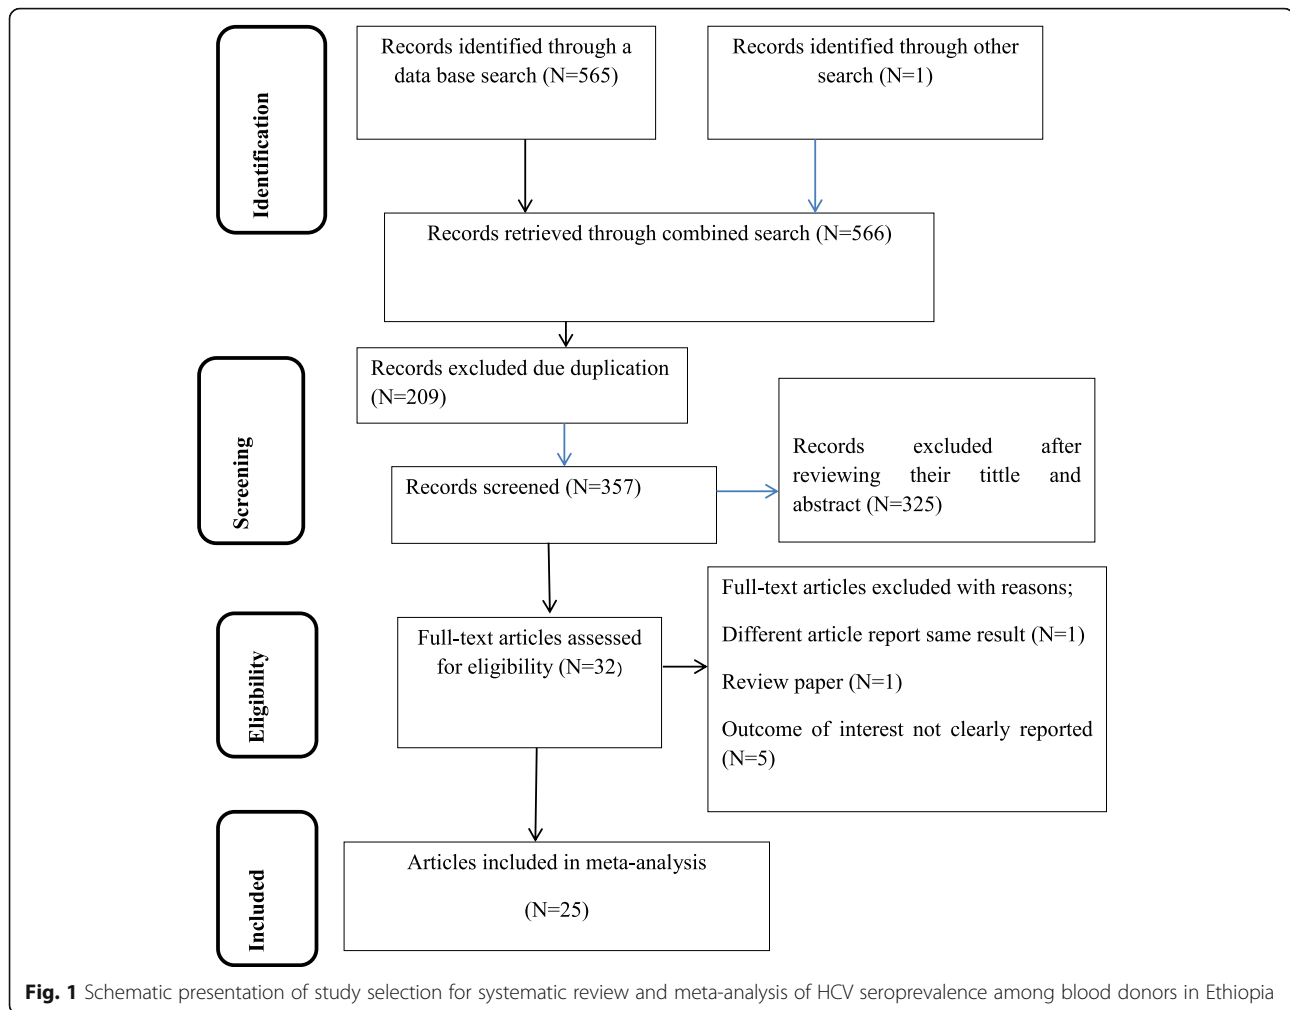 Identification
Records identified through a
data base search (N=565)
Records identified through other
search (N=1)
Records retrieved through combined search (N=566)
Screening
Records excluded due duplication
(N=209)
Records screened (N=357)
Records excluded after
reviewing their tittle and
abstract (N=325)
Eligibility
Full-text articles assessed
for eligibility (N=32)
Full-text articles excluded with reasons;
Different article report same result (N=1)
Review paper (N=1)
Outcome of interest not clearly reported
(N=5)
Included
Articles included in meta-analysis
(N=25)
Fig. 1 Schematic presentation of study selection for systematic review and meta-analysis of HCV seroprevalence among blood donors in Ethiopia